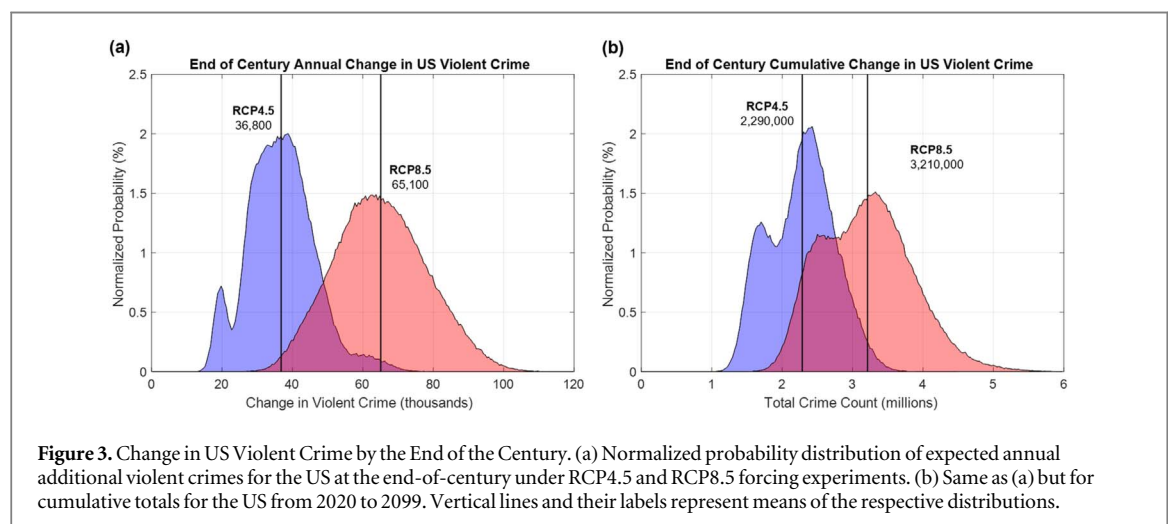 (a)
End of Century Annual Change in US Violent Crime
2.5
2
1.5
1
0.5
0
Normalized Probability (%)
RCP4.5
36,800
RCP8.5
65,100
0 20 40 60 80 100 120
Change in Violent Crime (thousands)
(b)
End of Century Cumulative Change in US Violent Crime
2.5
2
1.5
1
0.5
0
Normalized Probability (%)
RCP4.5
2,290,000
RCP8.5
3,210,000
0 1 2 3 4 5 6
Total Crime Count (millions)
Figure 3. Change in US Violent Crime by the End of the Century. (a) Normalized probability distribution of expected annual
additional violent crimes for the US at the end-of-century under RCP4.5 and RCP8.5 forcing experiments. (b) Same as (a) but for
cumulative totals for the US from 2020 to 2099. Vertical lines and their labels represent means of the respective distributions.